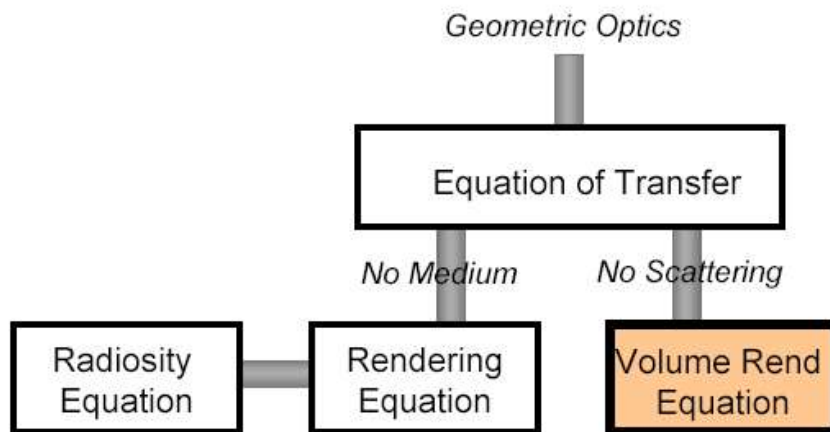 Geometric Optics
Equation of Transfer
No Medium
No Scattering
Radiosity
Equation
Rendering
Equation
Volume Rend
Equation